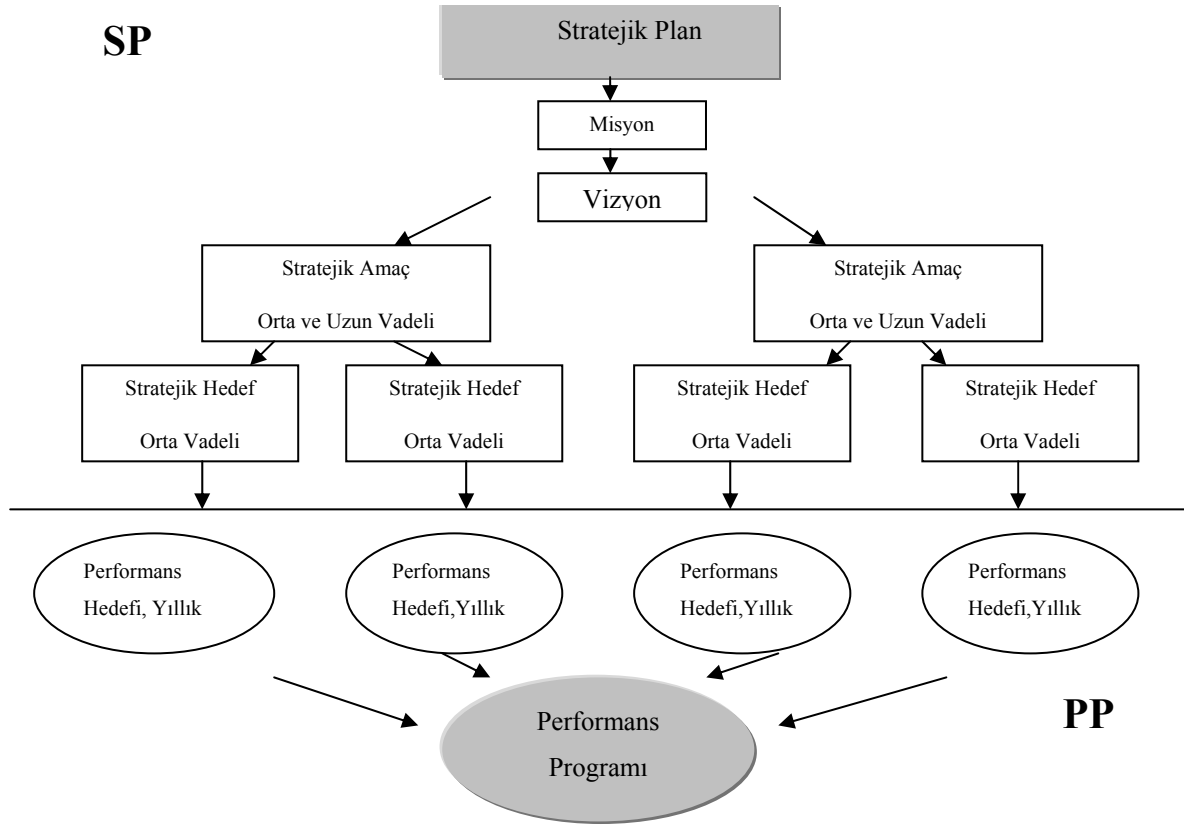 SP
Stratejik Plan
Misyon
Vizyon
Stratejik Amaç
Orta ve Uzun Vadeli
Stratejik Amaç
Orta ve Uzun Vadeli
Stratejik Hedef
Orta Vadeli
Stratejik Hedef
Orta Vadeli
Stratejik Hedef
Orta Vadeli
Stratejik Hedef
Orta Vadeli
Performans
Hedefi, Yıllık
Performans
Hedefi,Yıllık
Performans
Hedefi,Yıllık
Performans
Hedefi,Yıllık
Performans
Programı
PP